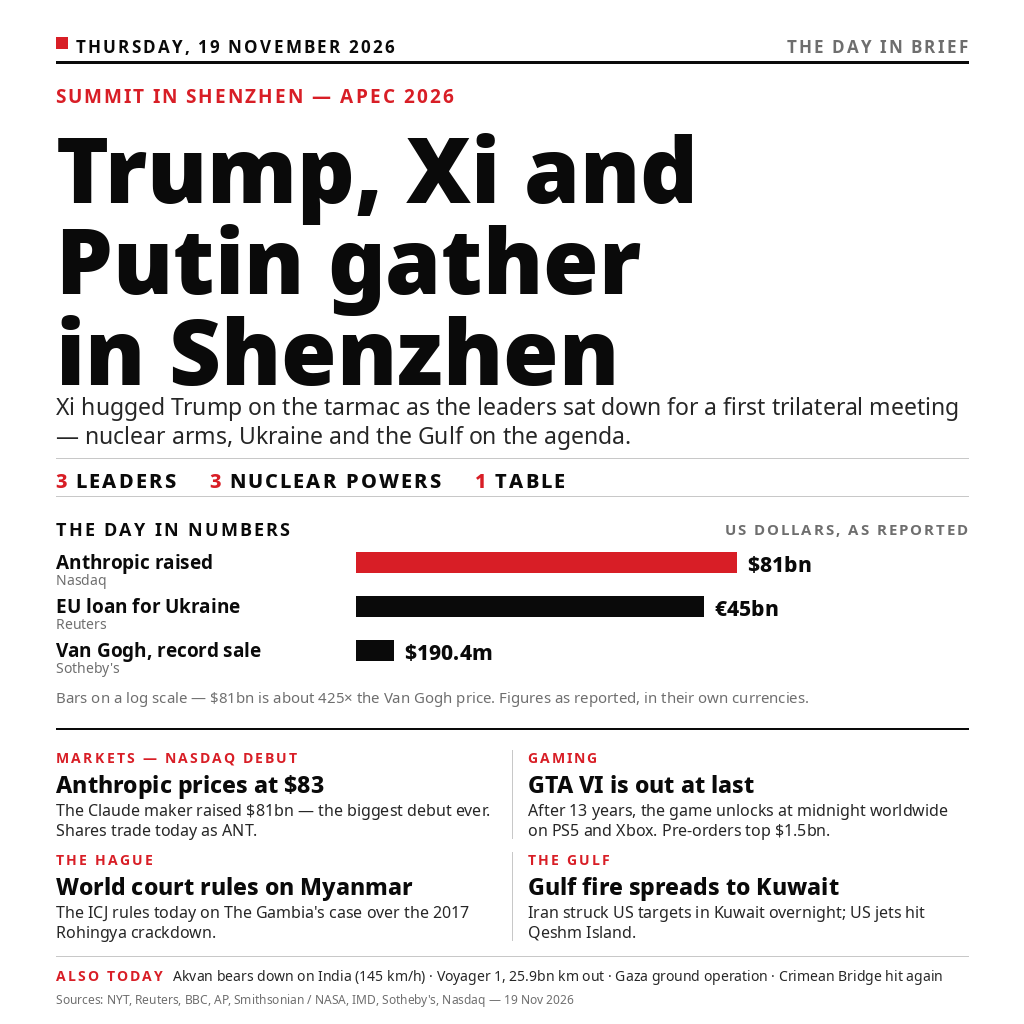 THURSDAY, 19 NOVEMBER 2026
THE DAY IN BRIEF
SUMMIT IN SHENZHEN — APEC 2026
Trump, Xi and
Putin gather
in Shenzhen
Xi hugged Trump on the tarmac as the leaders sat down for a first trilateral meeting
— nuclear arms, Ukraine and the Gulf on the agenda.
3 LEADERS 3 NUCLEAR POWERS 1 TABLE
THE DAY IN NUMBERS
US DOLLARS, AS REPORTED
Anthropic raised
Nasdaq
$81bn
EU loan for Ukraine
Reuters
€45bn
Van Gogh, record sale
Sotheby's
$190.4m
Bars on a log scale — $81bn is about 425× the Van Gogh price. Figures as reported, in their own currencies.
MARKETS — NASDAQ DEBUT
Anthropic prices at $83
The Claude maker raised $81bn — the biggest debut ever.
Shares trade today as ANT.
GAMING
GTA VI is out at last
After 13 years, the game unlocks at midnight worldwide
on PS5 and Xbox. Pre-orders top $1.5bn.
THE HAGUE
World court rules on Myanmar
The ICJ rules today on The Gambia's case over the 2017
Rohingya crackdown.
THE GULF
Gulf fire spreads to Kuwait
Iran struck US targets in Kuwait overnight; US jets hit
Qeshm Island.
ALSO TODAY Akvan bears down on India (145 km/h) · Voyager 1, 25.9bn km out · Gaza ground operation · Crimean Bridge hit again
Sources: NYT, Reuters, BBC, AP, Smithsonian / NASA, IMD, Sotheby's, Nasdaq — 19 Nov 2026